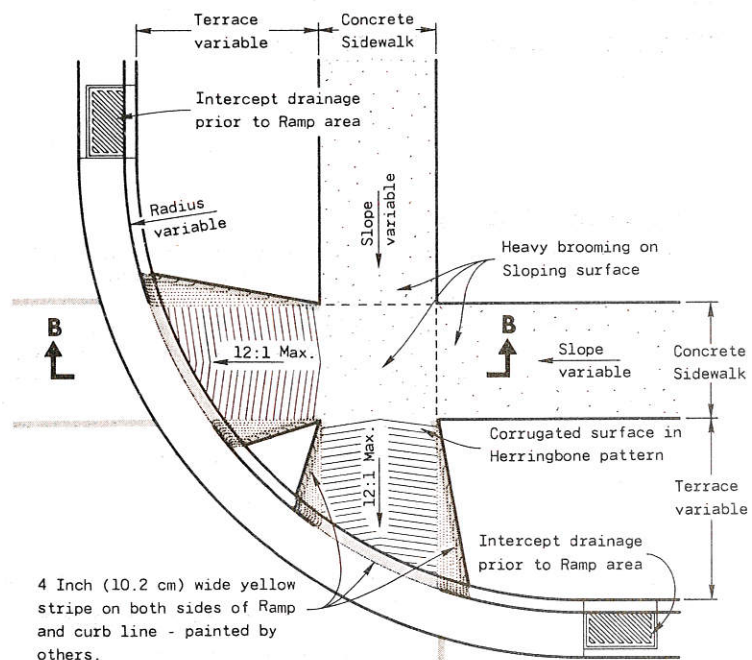 Terrace
variable
Concrete
Sidewalk
Intercept drainage
prior to Ramp area
Radius
variable
Slope
variable
Heavy brooming on
Sloping surface
B
12:1 Max.
B
Slope
variable
Concrete
Sidewalk
Corrugated surface in
Herringbone pattern
12:1 Max.
Terrace
variable
Intercept drainage
prior to Ramp area
4 Inch (10.2 cm) wide yellow
stripe on both sides of Ramp
and curb line - painted by
others.